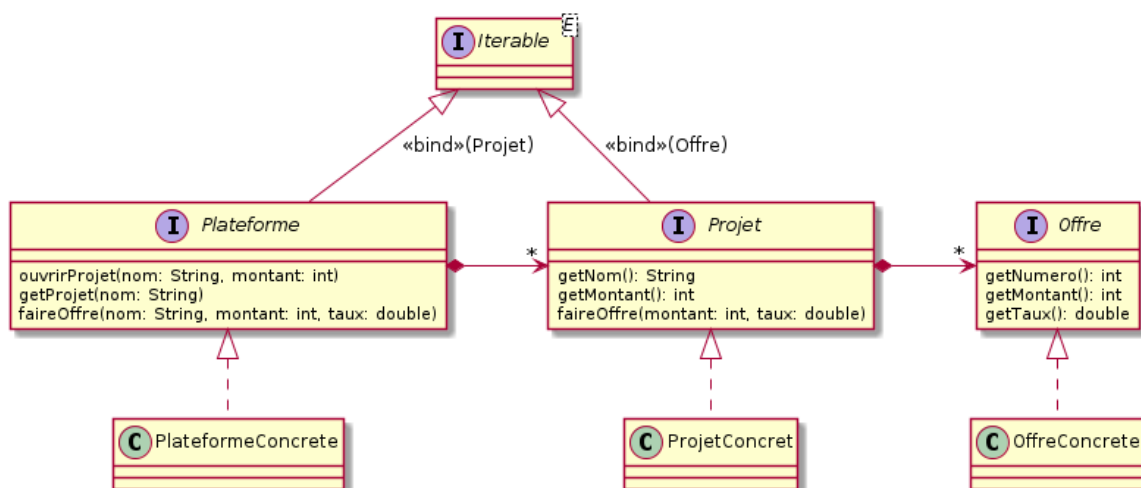 I Iterable E
«bind»(Projet) «bind»(Offre)
I Plateforme
ouvrirProjet(nom: String, montant: int)
getProjet(nom: String)
faireOffre(nom: String, montant: int, taux: double)
*
I Projet
getNom(): String
getMontant(): int
faireOffre(montant: int, taux: double)
*
I Offre
getNumero(): int
getMontant(): int
getTaux(): double
C PlateformeConcrete
C ProjetConcret
C OffreConcrete